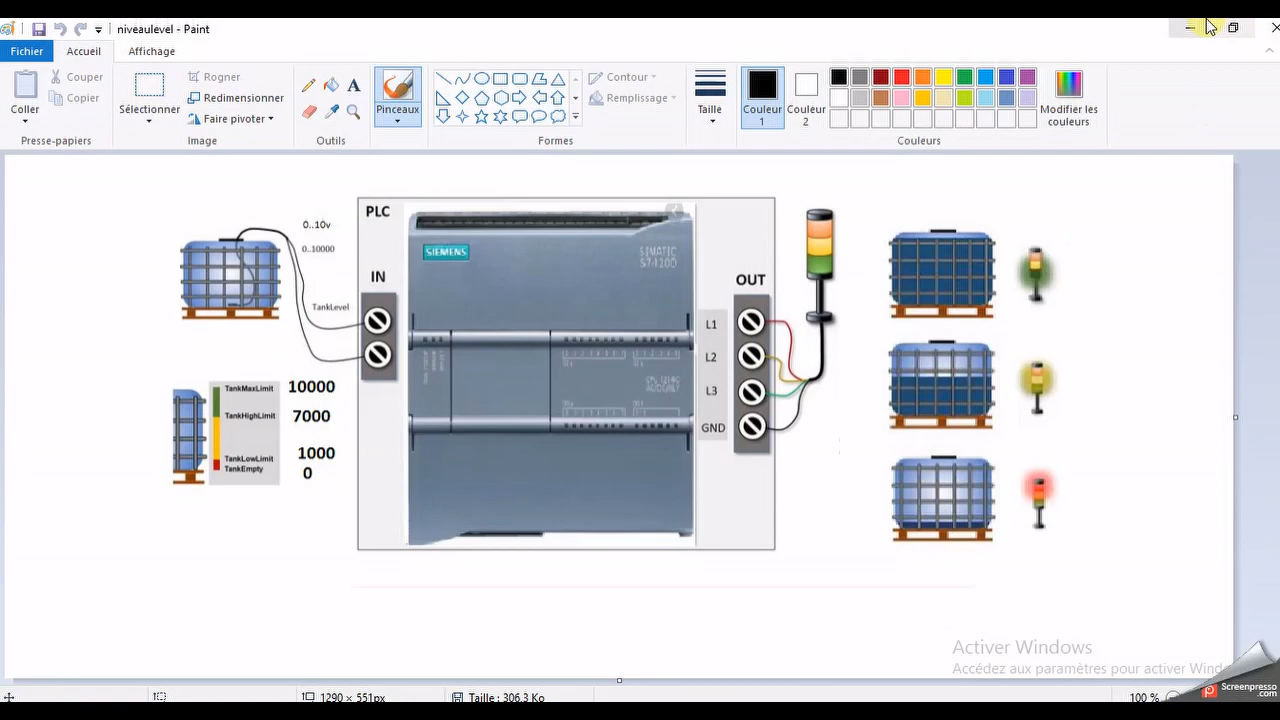 niveaulevel - Paint
Fichier
Accueil
Affichage
Coller
Couper
Copier
Presse-papiers
Sélectionner
Rogner
Redimensionner
Faire pivoter
Image
A
Outils
Pinceaux
Contour
Remplissage
Formes
Taille
Couleur
1
Couleur
2
Modifier les
couleurs
Couleurs
PLC
0..10v
0..10000
IN
TankLevel
TankMaxLimit 10000
TankHighLimit 7000
TankLowLimit 1000
TankEmpty 0
SIEMENS
SIMATIC
S7-1200
OUT
L1
L2
L3
GND
Activer Windows
Accédez aux paramètres pour activer Wind
1290 × 551px
Taille : 306.3 Ko
100 %
Screenpresso
.com